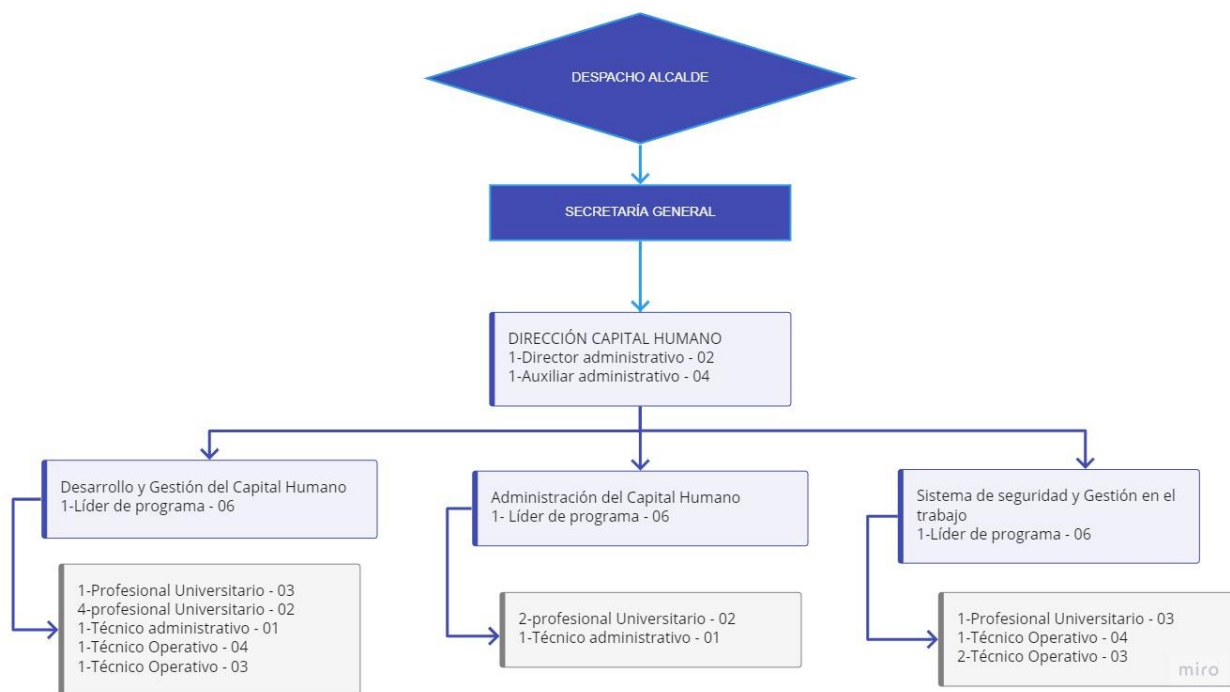 DESPACHO ALCALDE
SECRETARÍA GENERAL
DIRECCIÓN CAPITAL HUMANO
1-Director administrativo - 02
1-Auxiliar administrativo - 04
Desarrollo y Gestión del Capital Humano
1-Líder de programa - 06
1-Profesional Universitario - 03
4-profesional Universitario - 02
1-Técnico administrativo - 01
1-Técnico Operativo - 04
1-Técnico Operativo - 03
Administración del Capital Humano
1- Líder de programa - 06
2-profesional Universitario - 02
1-Técnico administrativo - 01
Sistema de seguridad y Gestión en el
trabajo
1-Líder de programa - 06
1-Profesional Universitario - 03
1-Técnico Operativo - 04
2-Técnico Operativo - 03
miro